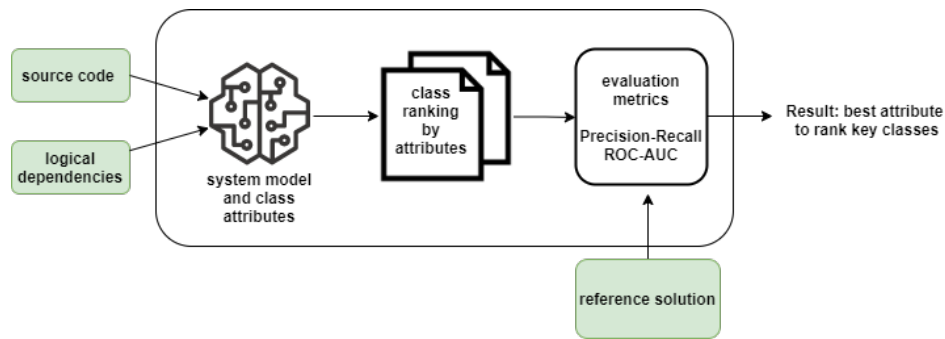 source code
logical
dependencies
system model
and class
attributes
class
ranking
by
attributes
evaluation
metrics
Precision-Recall
ROC-AUC
Result: best attribute
to rank key classes
reference solution